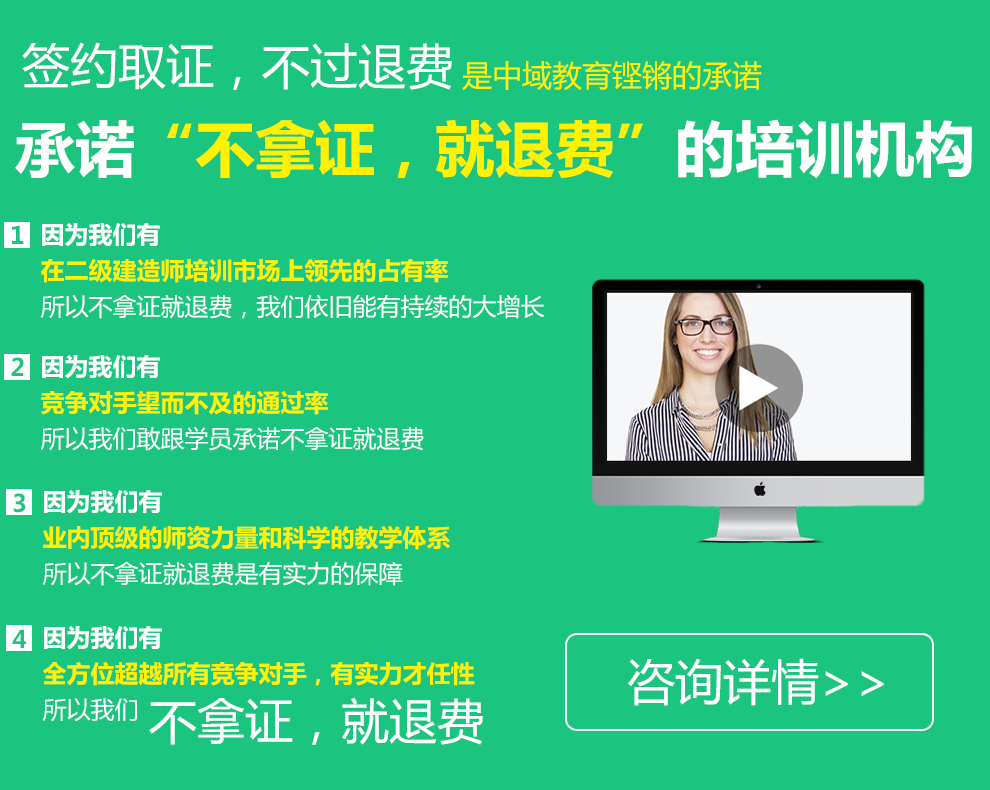 签约取证，不过退费 是中域教育铿锵的承诺
承诺“不拿证，就退费”的培训机构
1 因为我们有
在二级建造师培训市场上领先的占有率
所以不拿证就退费，我们依旧能有持续的大增长
2 因为我们有
竞争对手望而不及的通过率
所以我们敢跟学员承诺不拿证就退费
3 因为我们有
业内顶级的师资力量和科学的教学体系
所以不拿证就退费是有实力的保障
4 因为我们有
全方位超越所有竞争对手，有实力才任性
所以我们 不拿证，就退费
咨询详情>>